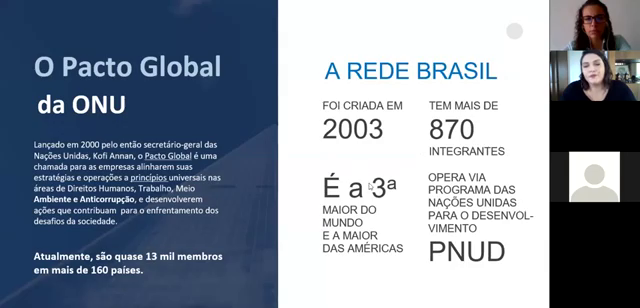 O Pacto Global
da ONU
Lançado em 2000 pelo então secretário-geral das
Nações Unidas, Kofi Annan, o Pacto Global é uma
chamada para as empresas alinharem suas
estratégias e operações a princípios universais nas
áreas de Direitos Humanos, Trabalho, Meio
Ambiente e Anticorrupção, e desenvolverem
ações que contribuam para o enfrentamento dos
desafios da sociedade.
Atualmente, são quase 13 mil membros
em mais de 160 países.
A REDE BRASIL
FOI CRIADA EM
2003
TEM MAIS DE
870
INTEGRANTES
É a 3ª
MAIOR DO
MUNDO
E A MAIOR
DAS AMÉRICAS
OPERA VIA
PROGRAMA DAS
NAÇÕES UNIDAS
PARA O DESENVOL-
VIMENTO
PNUD